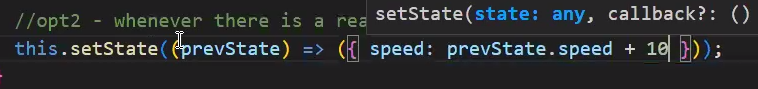 //opt2 - whenever there is a rea
setState(state: any, callback?: ()
this.setState((prevState) => ({ speed: prevState.speed + 10 }));